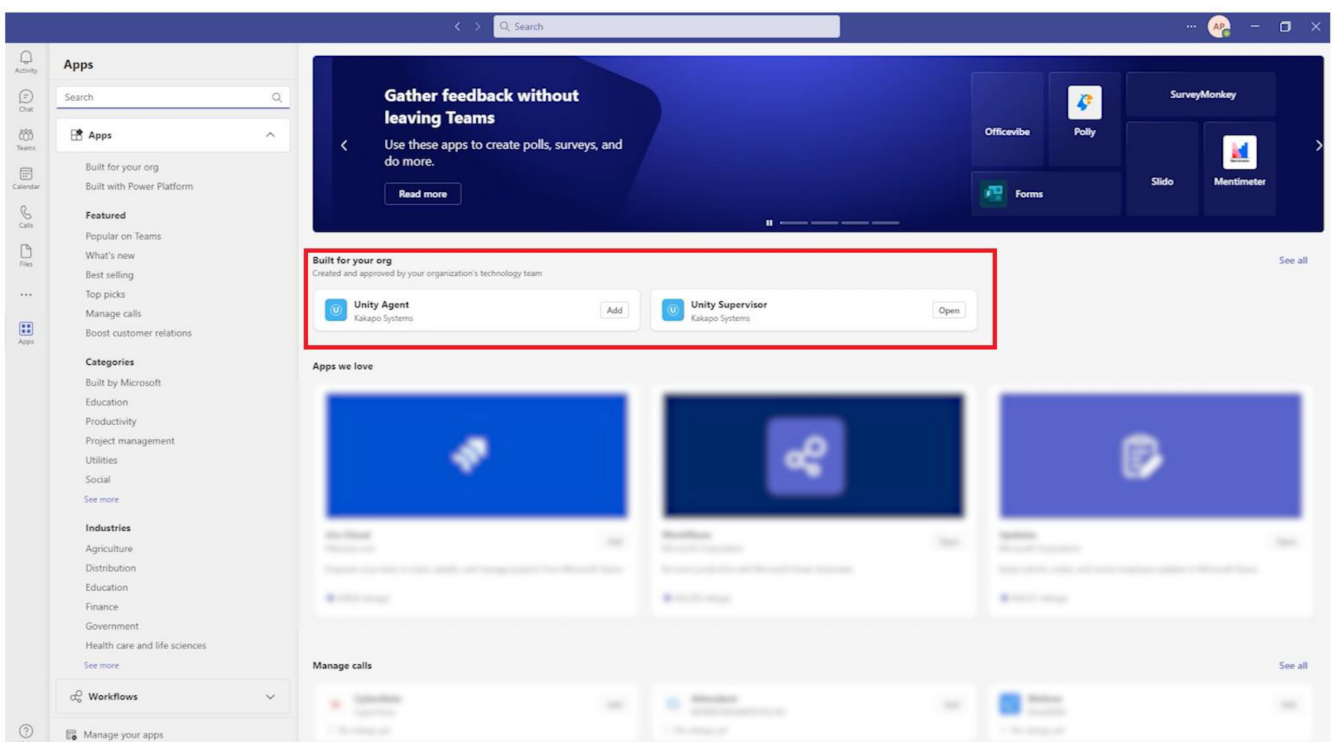 Search
AP
Activity
Chat
Teams
Calendar
Calls
Files
Apps
Apps
Search
Apps
Built for your org
Built with Power Platform
Featured
Popular on Teams
What's new
Best selling
Top picks
Manage calls
Boost customer relations
Categories
Built by Microsoft
Education
Productivity
Project management
Utilities
Social
See more
Industries
Agriculture
Distribution
Education
Finance
Government
Health care and life sciences
See more
Workflows
Manage your apps
Gather feedback without
leaving Teams
Use these apps to create polls, surveys, and
do more.
Read more
Officevibe
Polly
SurveyMonkey
Forms
Slido
Mentimeter
Built for your org
See all
Created and approved by your organization's technology team
Unity Agent
Kakapo Systems
Add
Unity Supervisor
Kakapo Systems
Open
Apps we love
Manage calls
See all